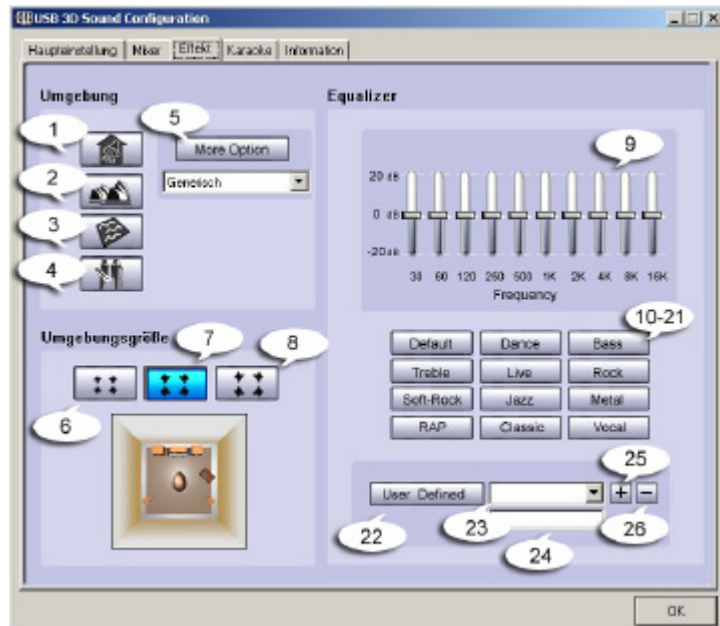 USB 3D Sound Configuration
Haupteinstellung Mixer Effekt Karaoke Information
Umgebung
Equalizer
1
5
More Option
2
Generisch
3
4
9
20 dB
0 dB
-20dB
30 60 120 250 500 1K 2K 4K 8K 16K
Frequency
Umgebungsgröße
7
8
6
10-21
Default Dance Bass
Treble Live Rock
Soft-Rock Jazz Metal
RAP Classic Vocal
25
User Defined
+ −
22
23
24
26
OK